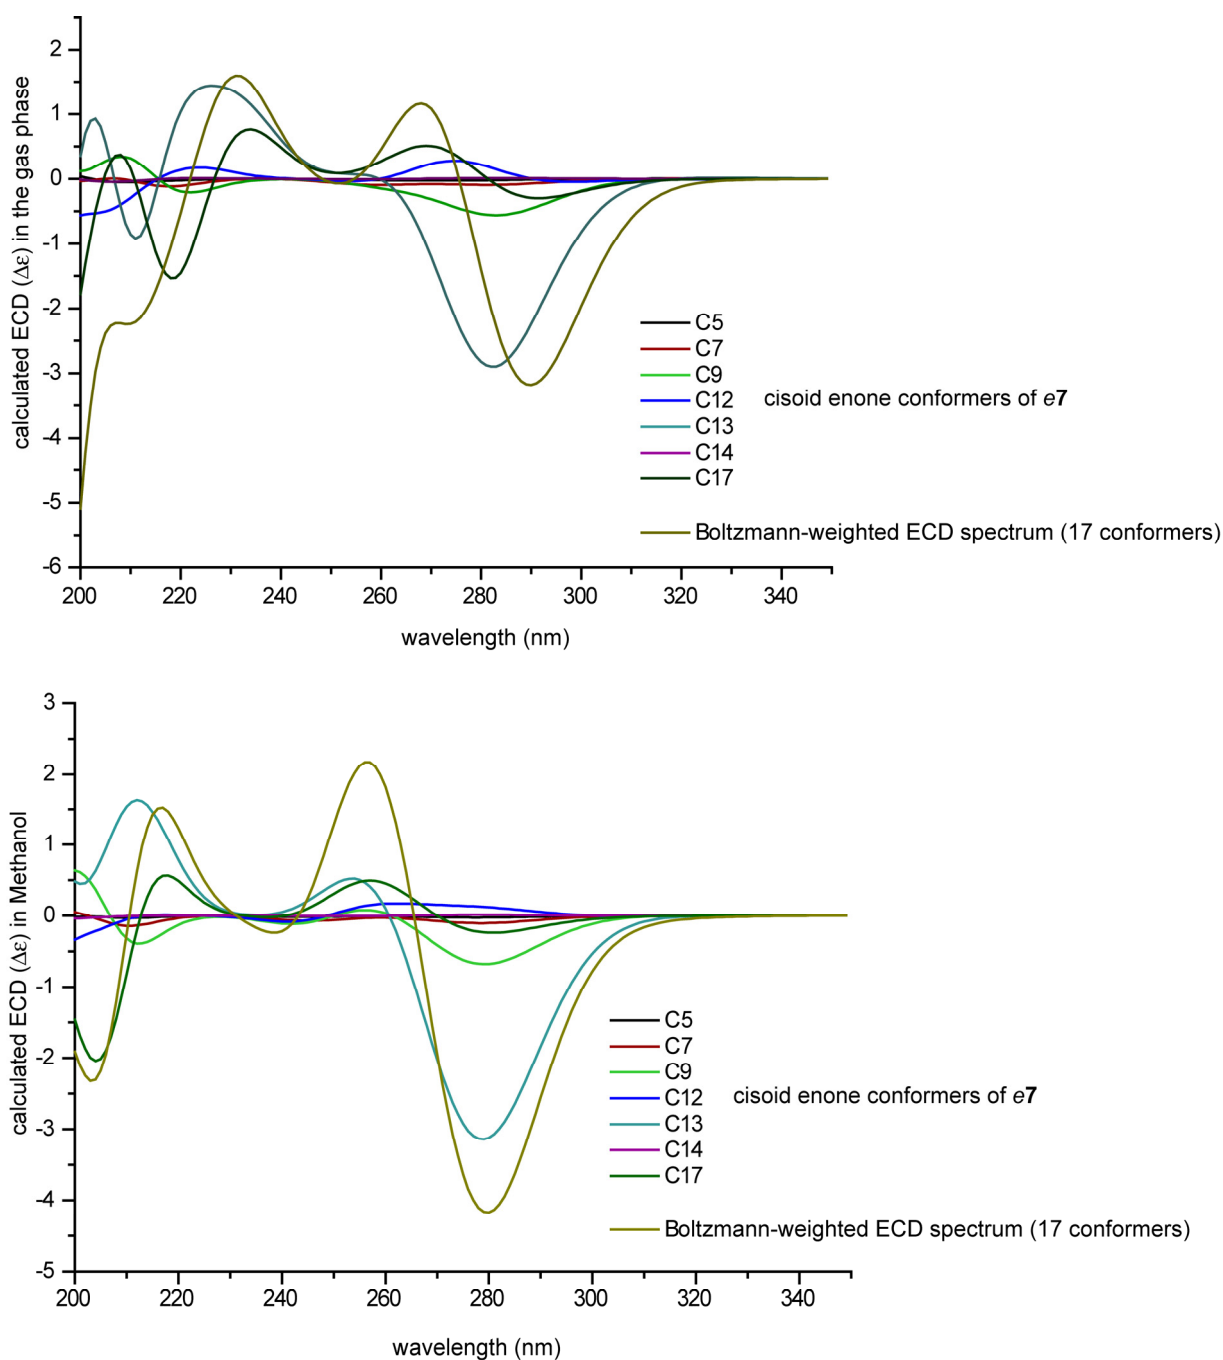 calculated ECD (Δε) in the gas phase
2
1
0
-1
-2
-3
-4
-5
-6
C5
C7
C9
C12 cisoid enone conformers of e7
C13
C14
C17
Boltzmann-weighted ECD spectrum (17 conformers)
200 220 240 260 280 300 320 340
wavelength (nm)
calculated ECD (Δε) in Methanol
3
2
1
0
-1
-2
-3
-4
-5
C5
C7
C9
C12 cisoid enone conformers of e7
C13
C14
C17
Boltzmann-weighted ECD spectrum (17 conformers)
200 220 240 260 280 300 320 340
wavelength (nm)